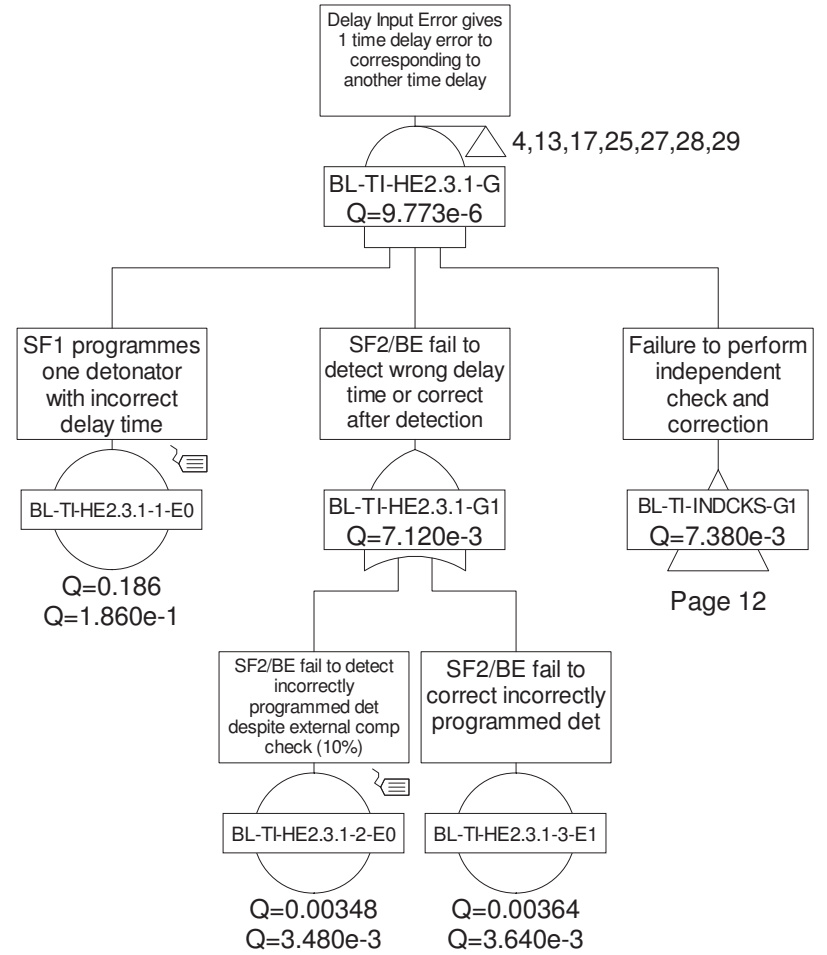 Delay Input Error gives
1 time delay error to
corresponding to
another time delay
4,13,17,25,27,28,29
BL-TI-HE2.3.1-G
Q=9.773e-6
SF1 programmes
one detonator
with incorrect
delay time
BL-TI-HE2.3.1-1-E0
Q=0.186
Q=1.860e-1
SF2/BE fail to
detect wrong delay
time or correct
after detection
BL-TI-HE2.3.1-G1
Q=7.120e-3
Failure to perform
independent
check and
correction
BL-TI-INDCKS-G1
Q=7.380e-3
Page 12
SF2/BE fail to detect
incorrectly
programmed det
despite external comp
check (10%)
BL-TI-HE2.3.1-2-E0
Q=0.00348
Q=3.480e-3
SF2/BE fail to
correct incorrectly
programmed det
BL-TI-HE2.3.1-3-E1
Q=0.00364
Q=3.640e-3